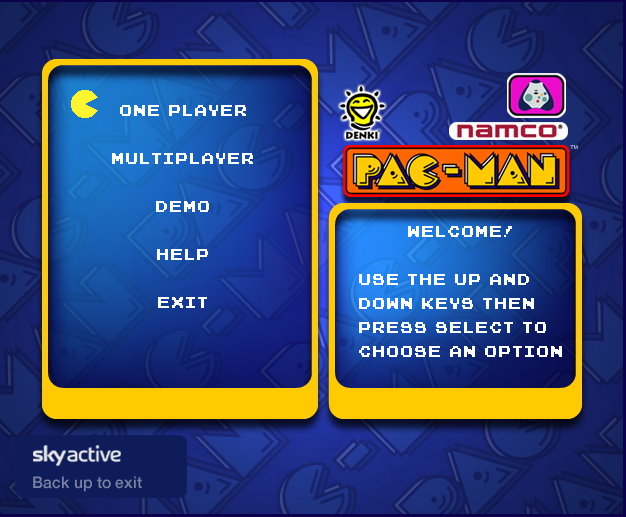 ONE PLAYER
MULTIPLAYER
DEMO
HELP
EXIT
DENKI
namco®
PAC-MAN™
WELCOME!
USE THE UP AND
DOWN KEYS THEN
PRESS SELECT TO
CHOOSE AN OPTION
skyactive
Back up to exit